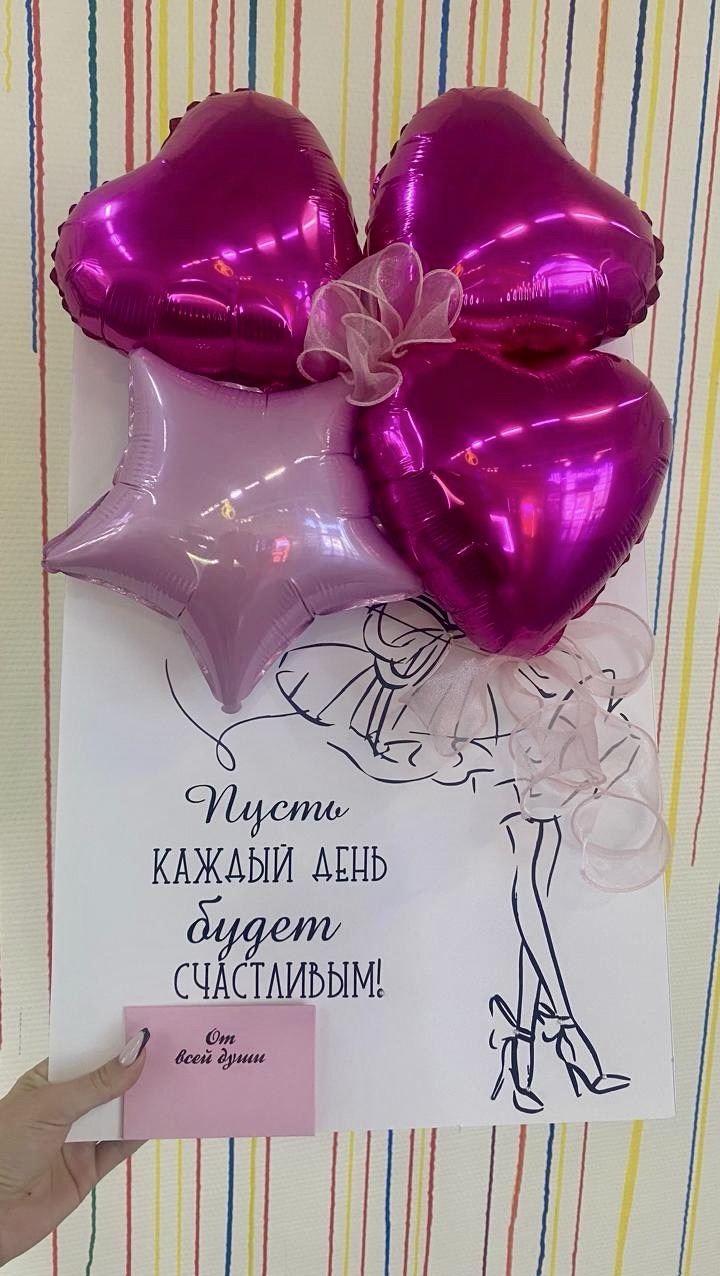 Пусть
КАЖДЫЙ ДЕНЬ
будет
СЧАСТЛИВЫМ!
От
всей души